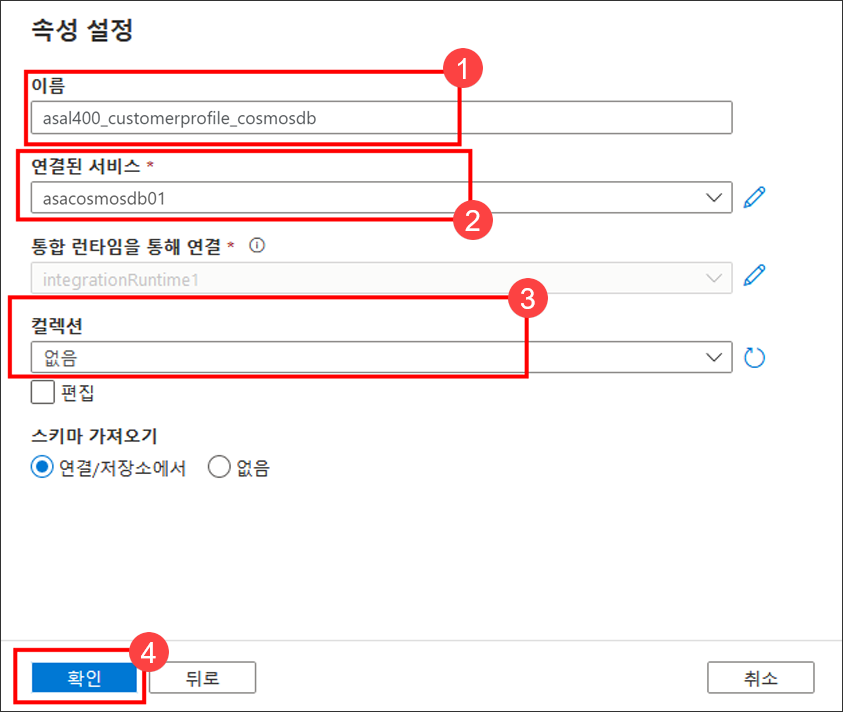 속성 설정
1
이름
asal400_customerprofile_cosmosdb
연결된 서비스 *
asacosmosdb01
2
통합 런타임을 통해 연결 *
integrationRuntime1
3
컬렉션
없음
편집
스키마 가져오기
연결/저장소에서 없음
4
확인 뒤로 취소